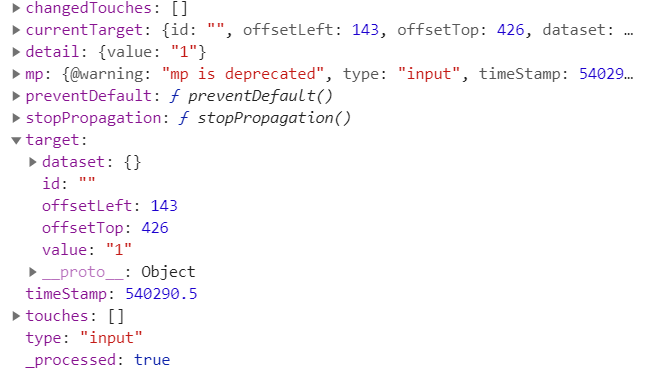 changedTouches: []
currentTarget: {id: "", offsetLeft: 143, offsetTop: 426, dataset: …
detail: {value: "1"}
mp: {@warning: "mp is deprecated", type: "input", timeStamp: 54029…
preventDefault: ƒ preventDefault()
stopPropagation: ƒ stopPropagation()
target:
dataset: {}
id: ""
offsetLeft: 143
offsetTop: 426
value: "1"
__proto__: Object
timeStamp: 540290.5
touches: []
type: "input"
_processed: true